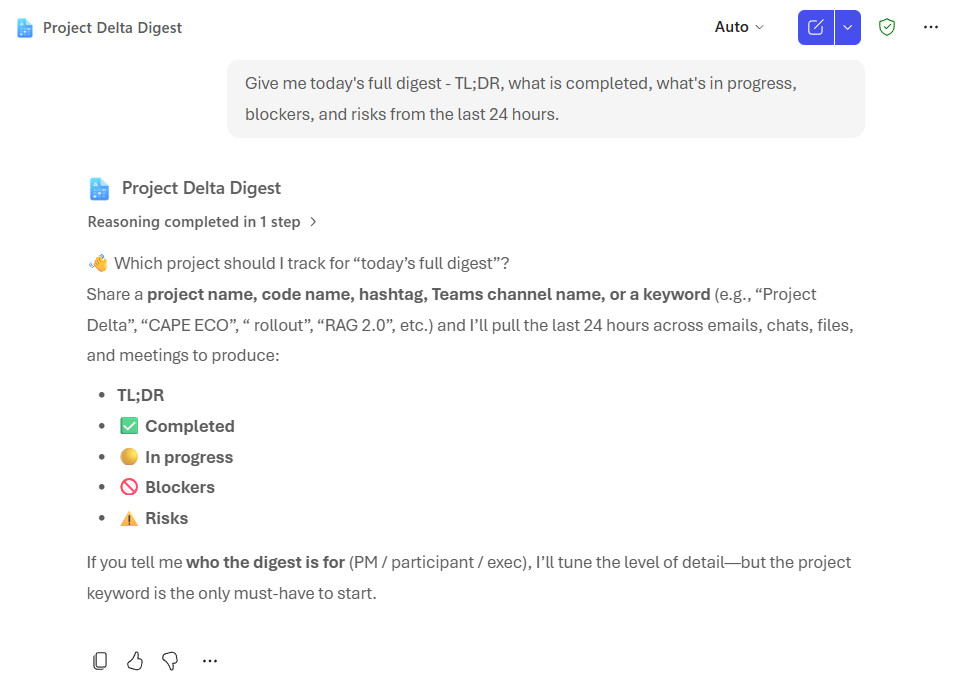 Project Delta Digest
Auto
Give me today's full digest - TL;DR, what is completed, what's in progress,
blockers, and risks from the last 24 hours.
Project Delta Digest
Reasoning completed in 1 step
👋 Which project should I track for “today’s full digest”?
Share a project name, code name, hashtag, Teams channel name, or a keyword (e.g., “Project
Delta”, “CAPE ECO”, “ rollout”, “RAG 2.0”, etc.) and I’ll pull the last 24 hours across emails, chats, files,
and meetings to produce:
• TL;DR
• ✅ Completed
• 🟡 In progress
• 🚫 Blockers
• ⚠️ Risks
If you tell me who the digest is for (PM / participant / exec), I’ll tune the level of detail—but the project
keyword is the only must-have to start.